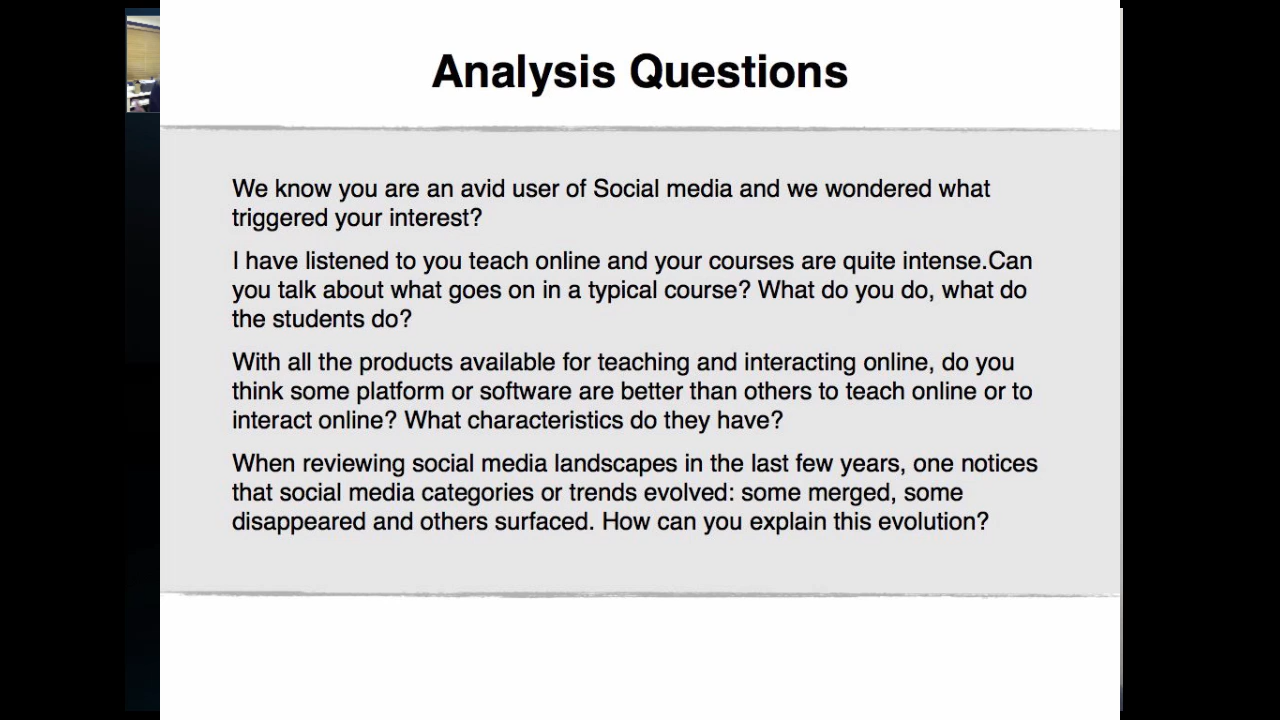 Analysis Questions
We know you are an avid user of Social media and we wondered what
triggered your interest?
I have listened to you teach online and your courses are quite intense.Can
you talk about what goes on in a typical course? What do you do, what do
the students do?
With all the products available for teaching and interacting online, do you
think some platform or software are better than others to teach online or to
interact online? What characteristics do they have?
When reviewing social media landscapes in the last few years, one notices
that social media categories or trends evolved: some merged, some
disappeared and others surfaced. How can you explain this evolution?